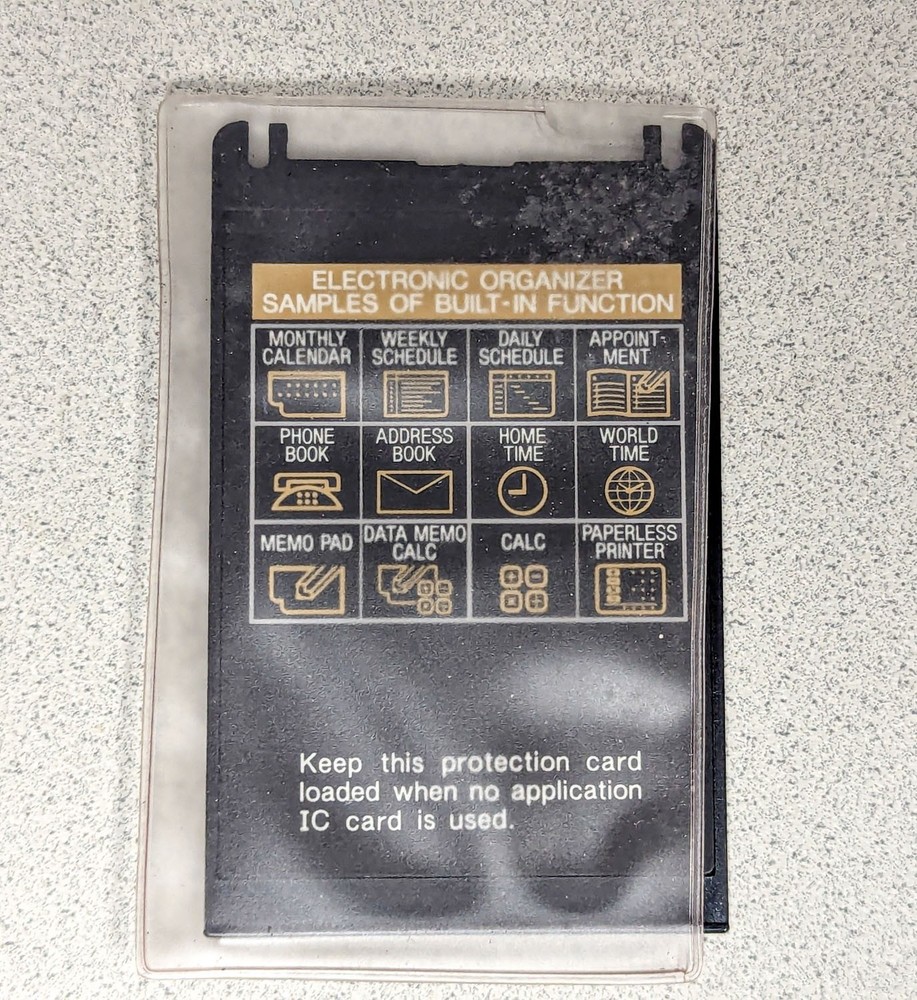 ELECTRONIC ORGANIZER
SAMPLES OF BUILT-IN FUNCTION
MONTHLY
CALENDAR
WEEKLY
SCHEDULE
DAILY
SCHEDULE
APPOINT-
MENT
PHONE
BOOK
ADDRESS
BOOK
HOME
TIME
WORLD
TIME
MEMO PAD
DATA MEMO
CALC
CALC
PAPERLESS
PRINTER
Keep this protection card
loaded when no application
IC card is used.